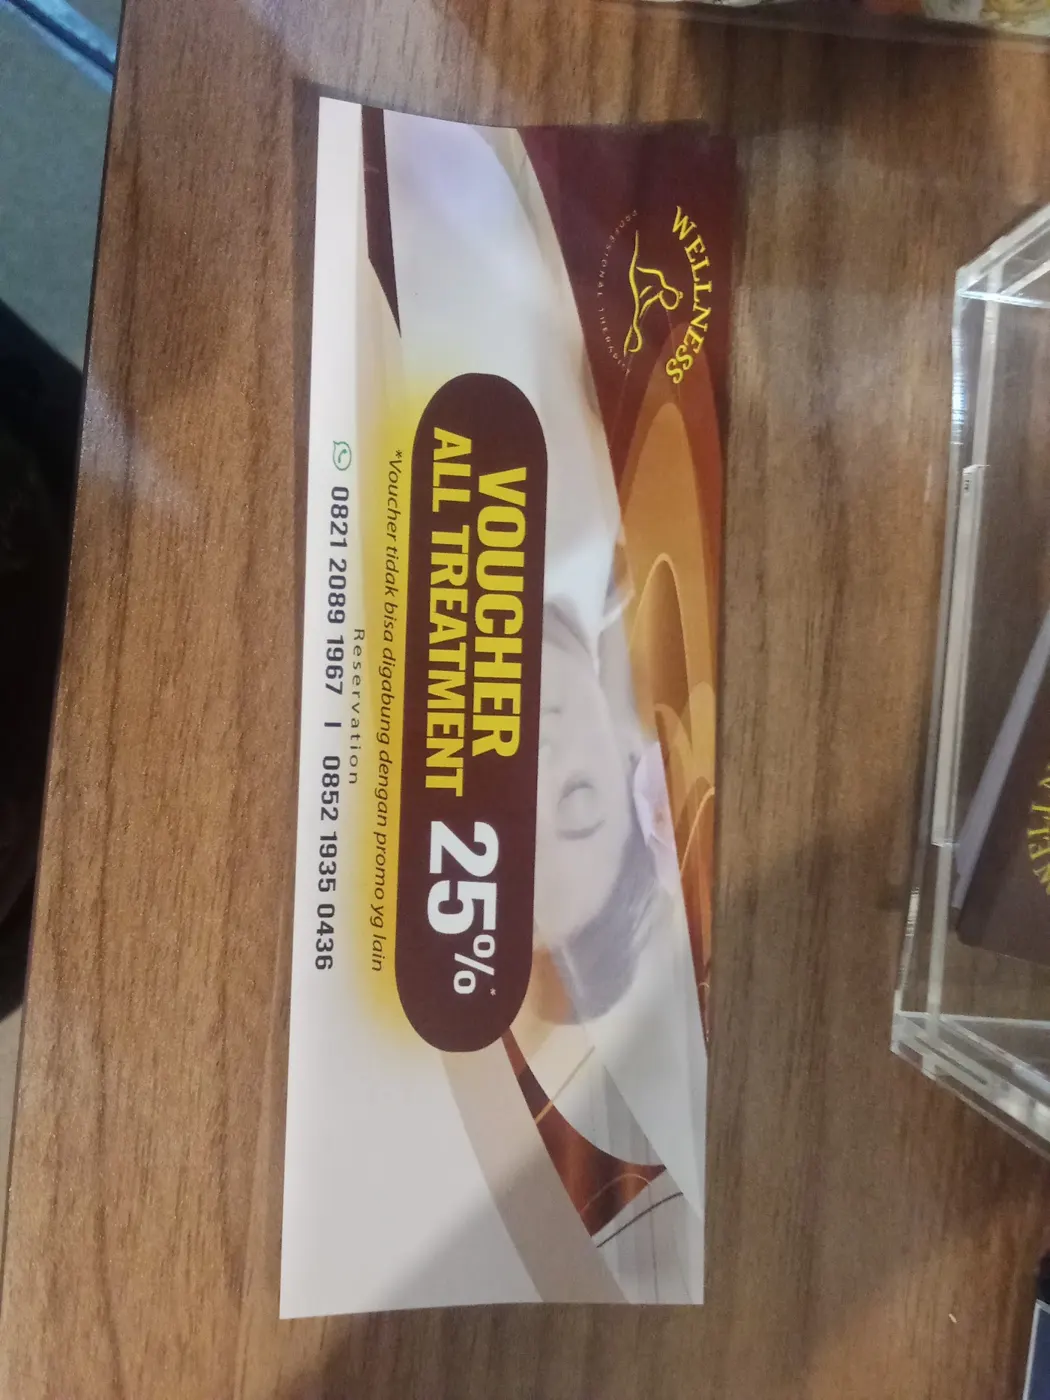 WELLNESS
PROFESSIONAL THERAPY
VOUCHER
ALL TREATMENT 25%*
*Voucher tidak bisa digabung dengan promo yg lain
Reservation
0821 2089 1967 I 0852 1935 0436